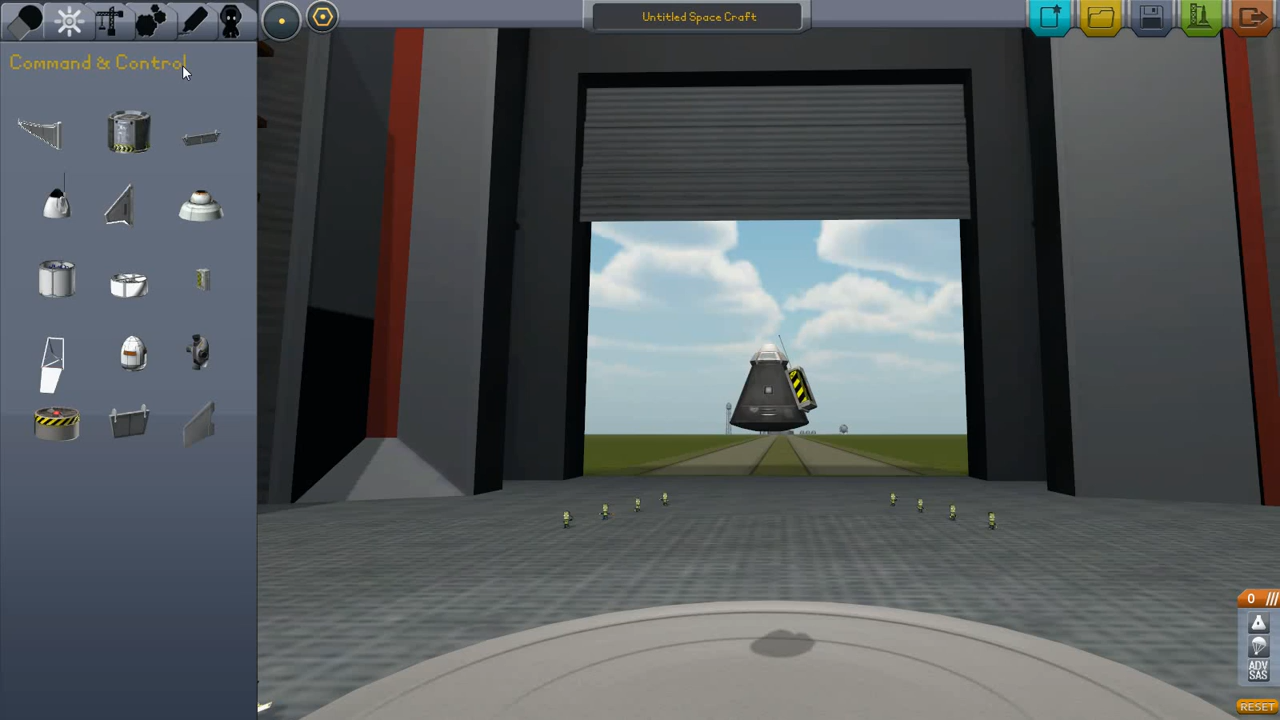 Untitled Space Craft
Command & Control
0
ADV
SAS
RESET